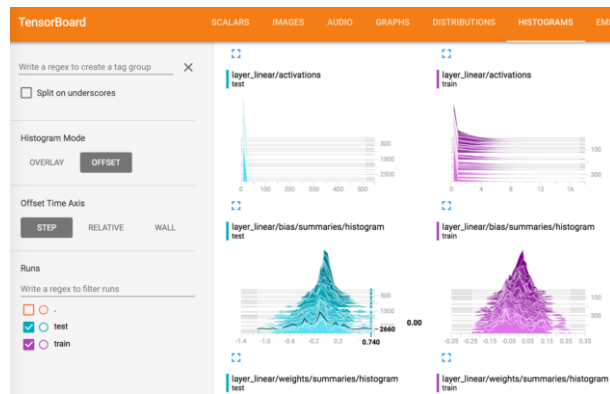 TensorBoard
SCALARS IMAGES AUDIO GRAPHS DISTRIBUTIONS HISTOGRAMS
Write a regex to create a tag group
Split on underscores
Histogram Mode
OVERLAY OFFSET
Offset Time Axis
STEP RELATIVE WALL
Runs
Write a regex to filter runs
.
test
train
layer_linear/activations
test
500
1500
2500
0 100 200 300 400 500
layer_linear/activations
train
100
300
0 4 8 12 16
layer_linear/bias/summaries/histogram
test
500
1500
2660
0.00
-1.4 -1.0 -0.6 -0.2 0.2 0.740
layer_linear/bias/summaries/histogram
train
100
300
-0.35 -0.25 -0.15 -0.05 0.05 0.15 0.25 0.35
layer_linear/weights/summaries/histogram
test
layer_linear/weights/summaries/histogram
train